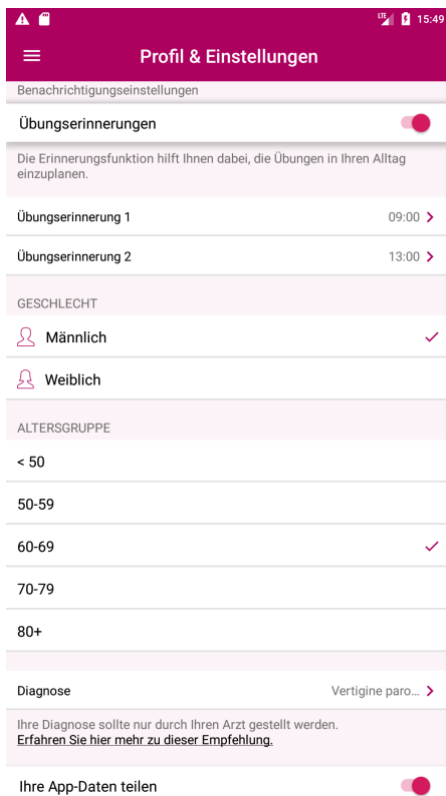 LTE 15:49
Profil & Einstellungen
Benachrichtigungseinstellungen
Übungserinnerungen
Die Erinnerungsfunktion hilft Ihnen dabei, die Übungen in Ihren Alltag
einzuplanen.
Übungserinnerung 1 09:00
Übungserinnerung 2 13:00
GESCHLECHT
Männlich
Weiblich
ALTERSGRUPPE
< 50
50-59
60-69
70-79
80+
Diagnose Vertigine paro...
Ihre Diagnose sollte nur durch Ihren Arzt gestellt werden.
Erfahren Sie hier mehr zu dieser Empfehlung.
Ihre App-Daten teilen